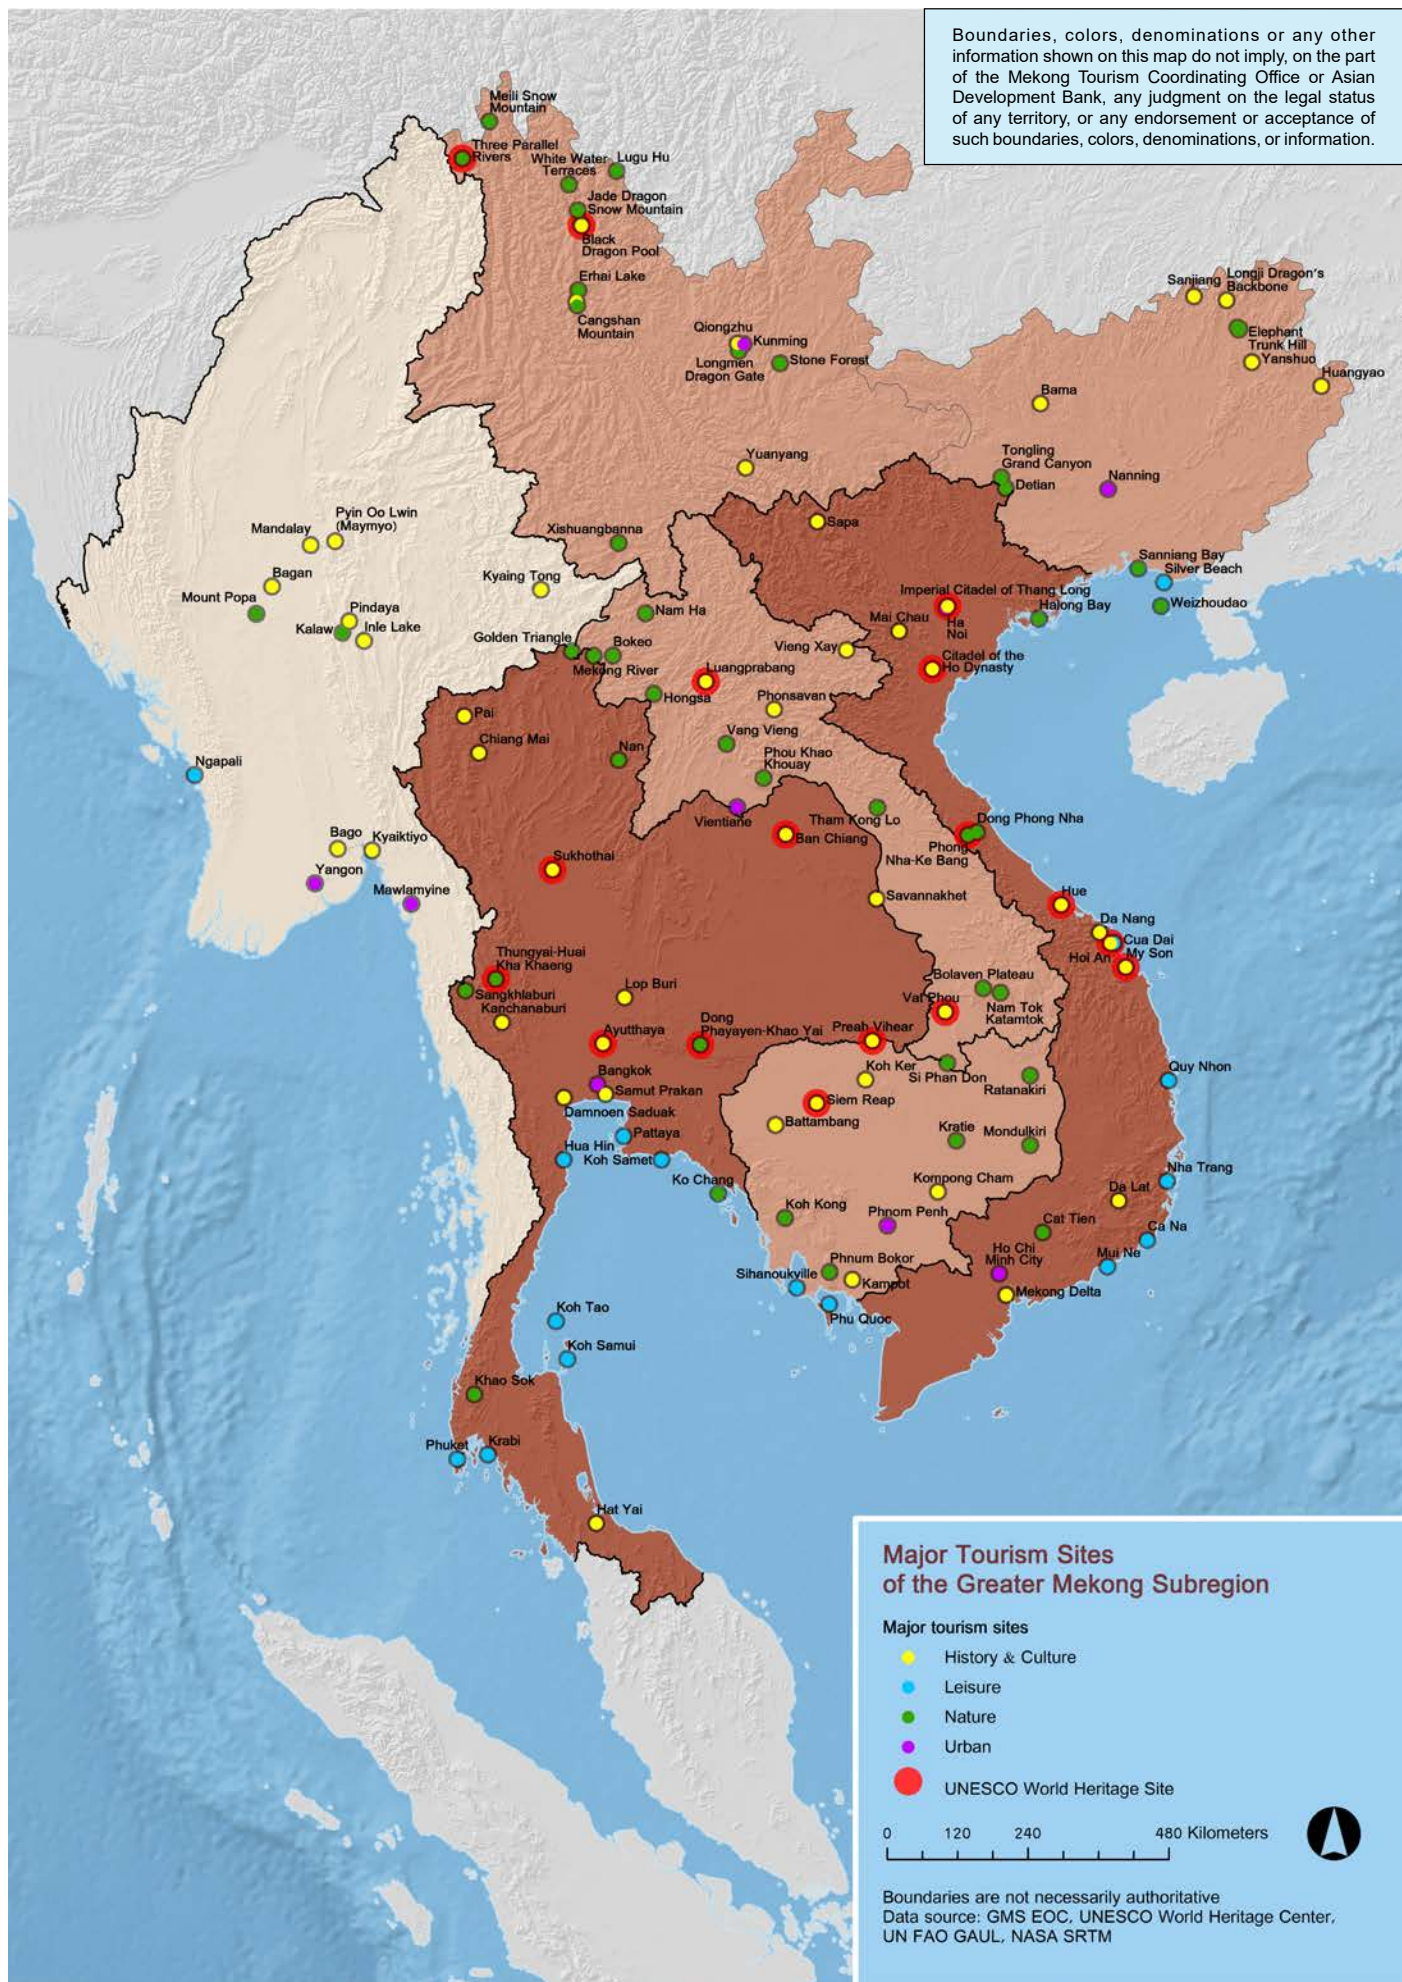 Boundaries, colors, denominations or any other
information shown on this map do not imply, on the part
of the Mekong Tourism Coordinating Office or Asian
Development Bank, any judgment on the legal status
of any territory, or any endorsement or acceptance of
such boundaries, colors, denominations, or information.
Meili Snow
Mountain
Three Parallel
Rivers
White Water
Terraces
Lugu Hu
Jade Dragon
Snow Mountain
Black
Dragon Pool
Erhai Lake
Cangshan
Mountain
Qiongzhu
Kunming
Longmen
Dragon Gate
Stone Forest
Sanjiang
Longji Dragon's
Backbone
Elephant
Trunk Hill
Yanshuo
Huangyao
Bama
Yuanyang
Tongling
Grand Canyon
Detian
Nanning
Xishuangbanna
Sapa
Sanniang Bay
Silver Beach
Weizhoudao
Pyin Oo Lwin
(Maymyo)
Mandalay
Bagan
Mount Popa
Pindaya
Kalaw
Inle Lake
Kyaing Tong
Imperial Citadel of Thang Long
Halong Bay
Mai Chau
Ha
Noi
Nam Ha
Golden Triangle
Bokeo
Mekong River
Vieng Xay
Citadel of the
Ho Dynasty
Luangprabang
Hongsa
Phonsavan
Pai
Chiang Mai
Nan
Vang Vieng
Phou Khao
Khouay
Ngapali
Vientiane
Tham Kong Lo
Ban Chiang
Dong Phong Nha
Phong
Nha-Ke Bang
Bago
Kyaiktiyo
Yangon
Mawlamyine
Sukhothai
Savannakhet
Hue
Da Nang
Cua Dai
Hoi An
My Son
Thungyai-Huai
Kha Khaeng
Sangkhlaburi
Kanchanaburi
Lop Buri
Bolaven Plateau
Nam Tok
Katamtok
Vat Phou
Ayutthaya
Dong
Phayayen-Khao Yai
Preah Vihear
Bangkok
Samut Prakan
Koh Ker
Si Phan Don
Ratanakiri
Quy Nhon
Damnoen Saduak
Siem Reap
Battambang
Pattaya
Hua Hin
Koh Samet
Kratie
Mondulkiri
Ko Chang
Kompong Cham
Nha Trang
Da Lat
Koh Kong
Phnom Penh
Cat Tien
Ca Na
Phnum Bokor
Ho Chi
Minh City
Mui Ne
Sihanoukville
Kampot
Mekong Delta
Phu Quoc
Koh Tao
Koh Samui
Khao Sok
Phuket
Krabi
Hat Yai
Major Tourism Sites
of the Greater Mekong Subregion
Major tourism sites
History & Culture
Leisure
Nature
Urban
UNESCO World Heritage Site
0 120 240 480 Kilometers
Boundaries are not necessarily authoritative
Data source: GMS EOC, UNESCO World Heritage Center,
UN FAO GAUL, NASA SRTM